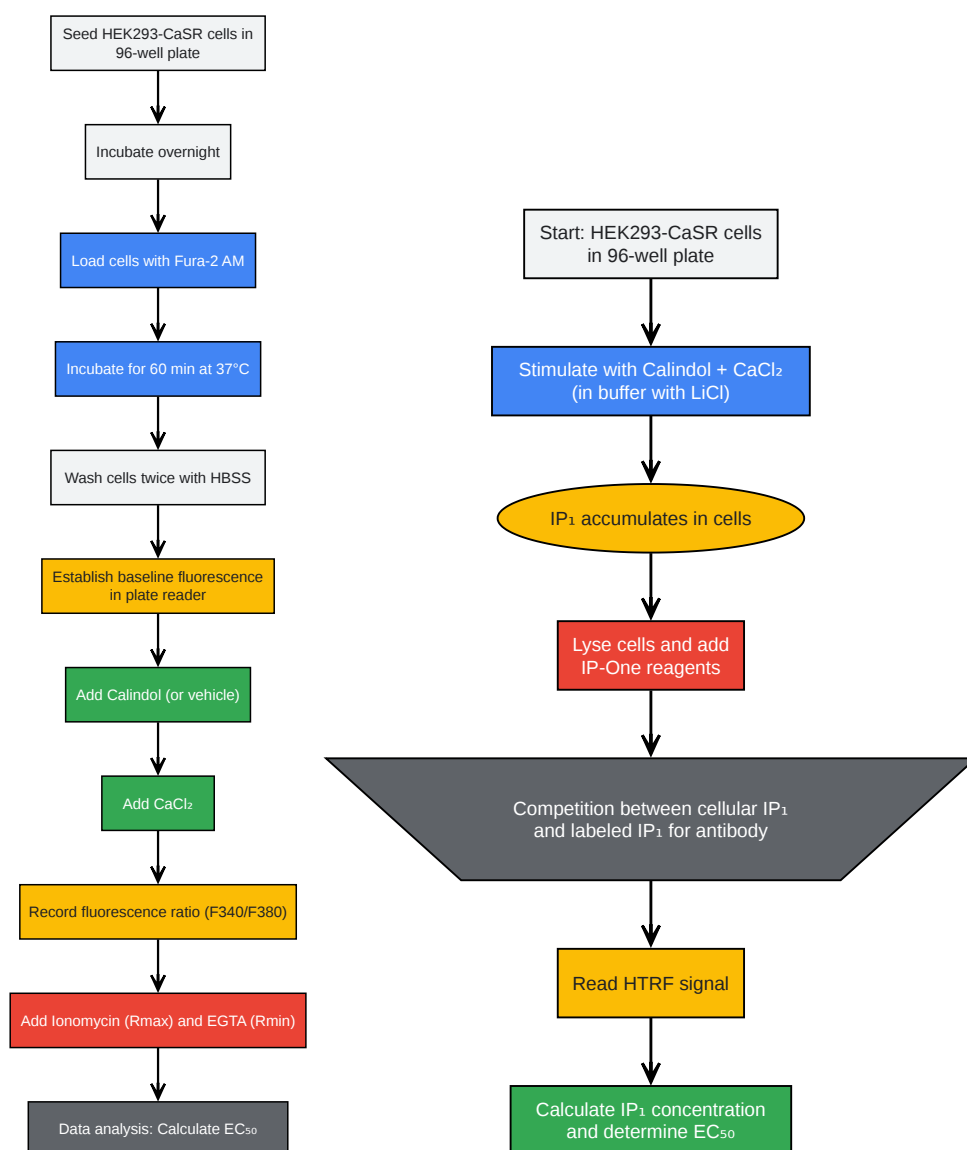 Seed HEK293-CaSR cells in
96-well plate
Incubate overnight
Load cells with Fura-2 AM
Incubate for 60 min at 37°C
Wash cells twice with HBSS
Establish baseline fluorescence
in plate reader
Add Calindol (or vehicle)
Add CaCl₂
Record fluorescence ratio (F340/F380)
Add Ionomycin (Rmax) and EGTA (Rmin)
Data analysis: Calculate EC₅₀
Start: HEK293-CaSR cells
in 96-well plate
Stimulate with Calindol + CaCl₂
(in buffer with LiCl)
IP₁ accumulates in cells
Lyse cells and add
IP-One reagents
Competition between cellular IP₁
and labeled IP₁ for antibody
Read HTRF signal
Calculate IP₁ concentration
and determine EC₅₀